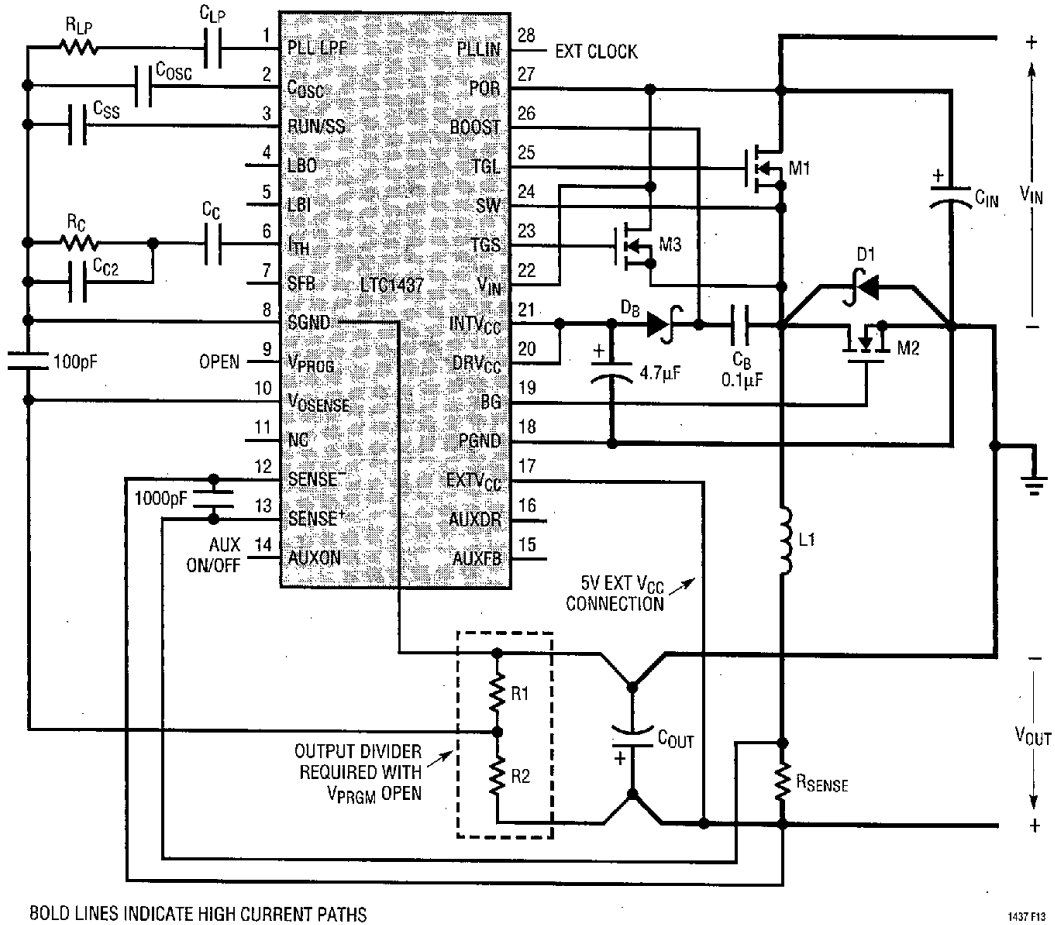 RLP
CLP
COSC
CSS
RC
CC
CC2
100pF
OPEN
1000pF
AUX
ON/OFF
1 PLL LPF
2 COSC
3 RUN/SS
4 LBO
5 LBI
6 ITH
7 SFB
8 SGND
9 VPROG
10 VOSENSE
11 NC
12 SENSE–
13 SENSE+
14 AUXON
LTC1437
PLLIN 28
POR 27
BOOST 26
TGL 25
SW 24
TGS 23
VIN 22
INTVCC 21
DRVCC 20
BG 19
PGND 18
EXTVCC 17
AUXDR 16
AUXFB 15
EXT CLOCK
M1
M3
+
CIN
+
VIN
–
D1
DB
+
4.7µF
CB
0.1µF
M2
L1
5V EXT VCC
CONNECTION
R1
R2
OUTPUT DIVIDER
REQUIRED WITH
VPRGM OPEN
COUT
+
RSENSE
–
VOUT
+
BOLD LINES INDICATE HIGH CURRENT PATHS
1437 F13